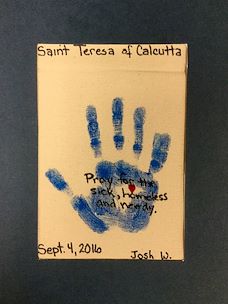 Saint Teresa of Calcutta
Pray for the
sick, homeless
and needy.
Sept. 4, 2016
Josh W.